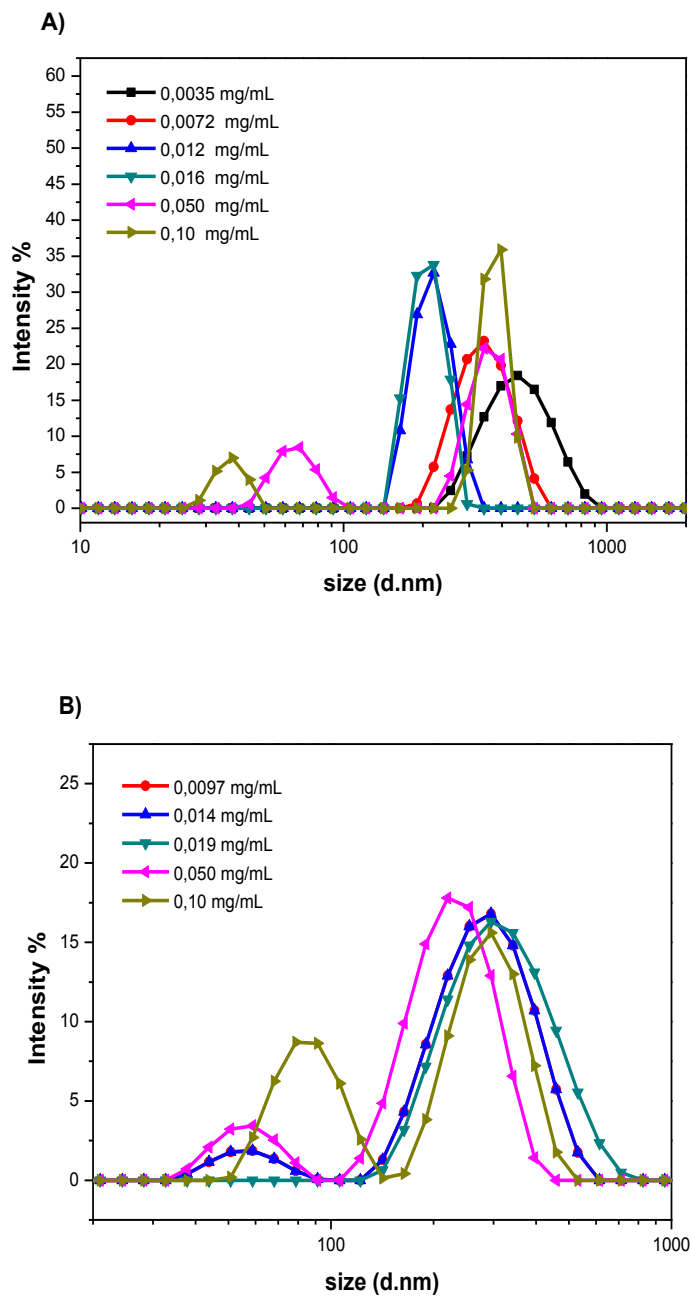 A)
60
55
50
45
40
35
30
25
20
15
10
5
0
Intensity %
0,0035 mg/mL
0,0072 mg/mL
0,012 mg/mL
0,016 mg/mL
0,050 mg/mL
0,10 mg/mL
10
100
1000
size (d.nm)
B)
25
20
15
10
5
0
Intensity %
0,0097 mg/mL
0,014 mg/mL
0,019 mg/mL
0,050 mg/mL
0,10 mg/mL
100
1000
size (d.nm)